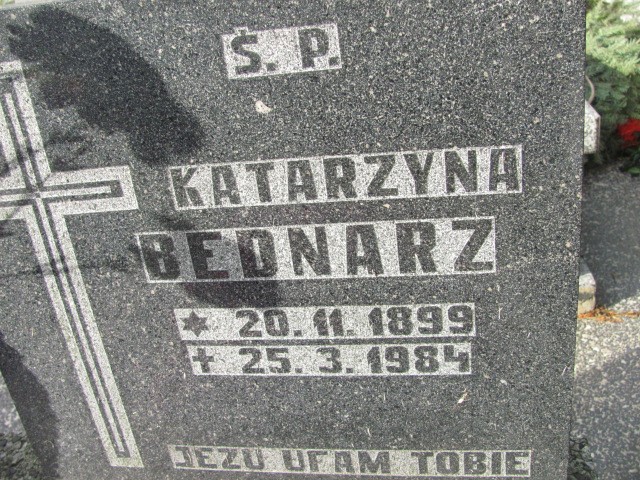 Ś. P.
KATARZYNA
BEDNARZ
✶ 20. 11. 1899
✝ 25. 3. 1984
JEZU UFAM TOBIE